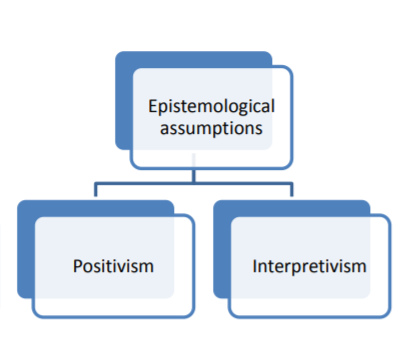 Epistemological
assumptions
Positivism
Interpretivism